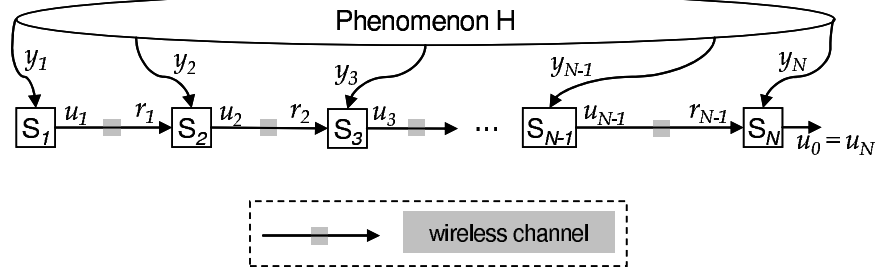 Phenomenon H
y1 y2 y3 yN-1 yN
S1 u1 r1 S2 u2 r2 S3 u3 ... SN-1 uN-1 rN-1 SN
u0 = uN
wireless channel